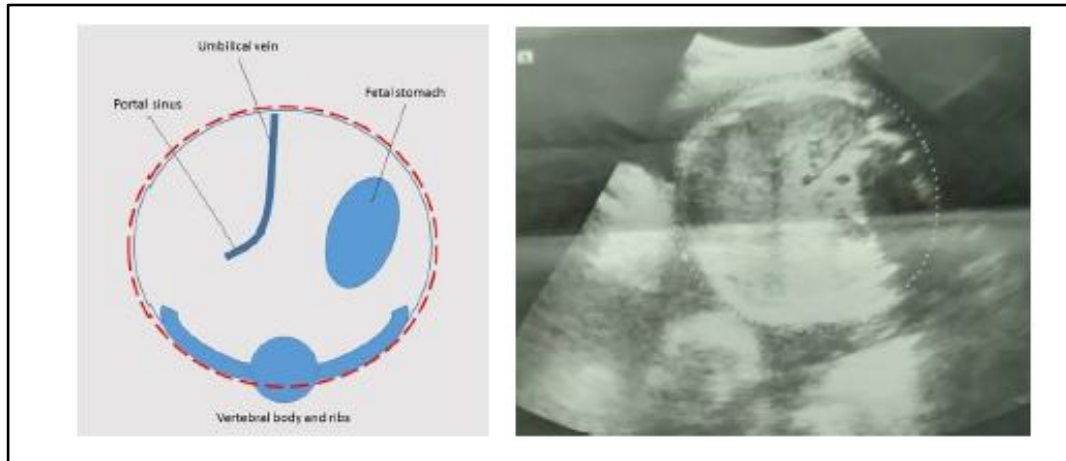 Umbilical vein
Fetal stomach
Portal sinus
Vertebral body and ribs